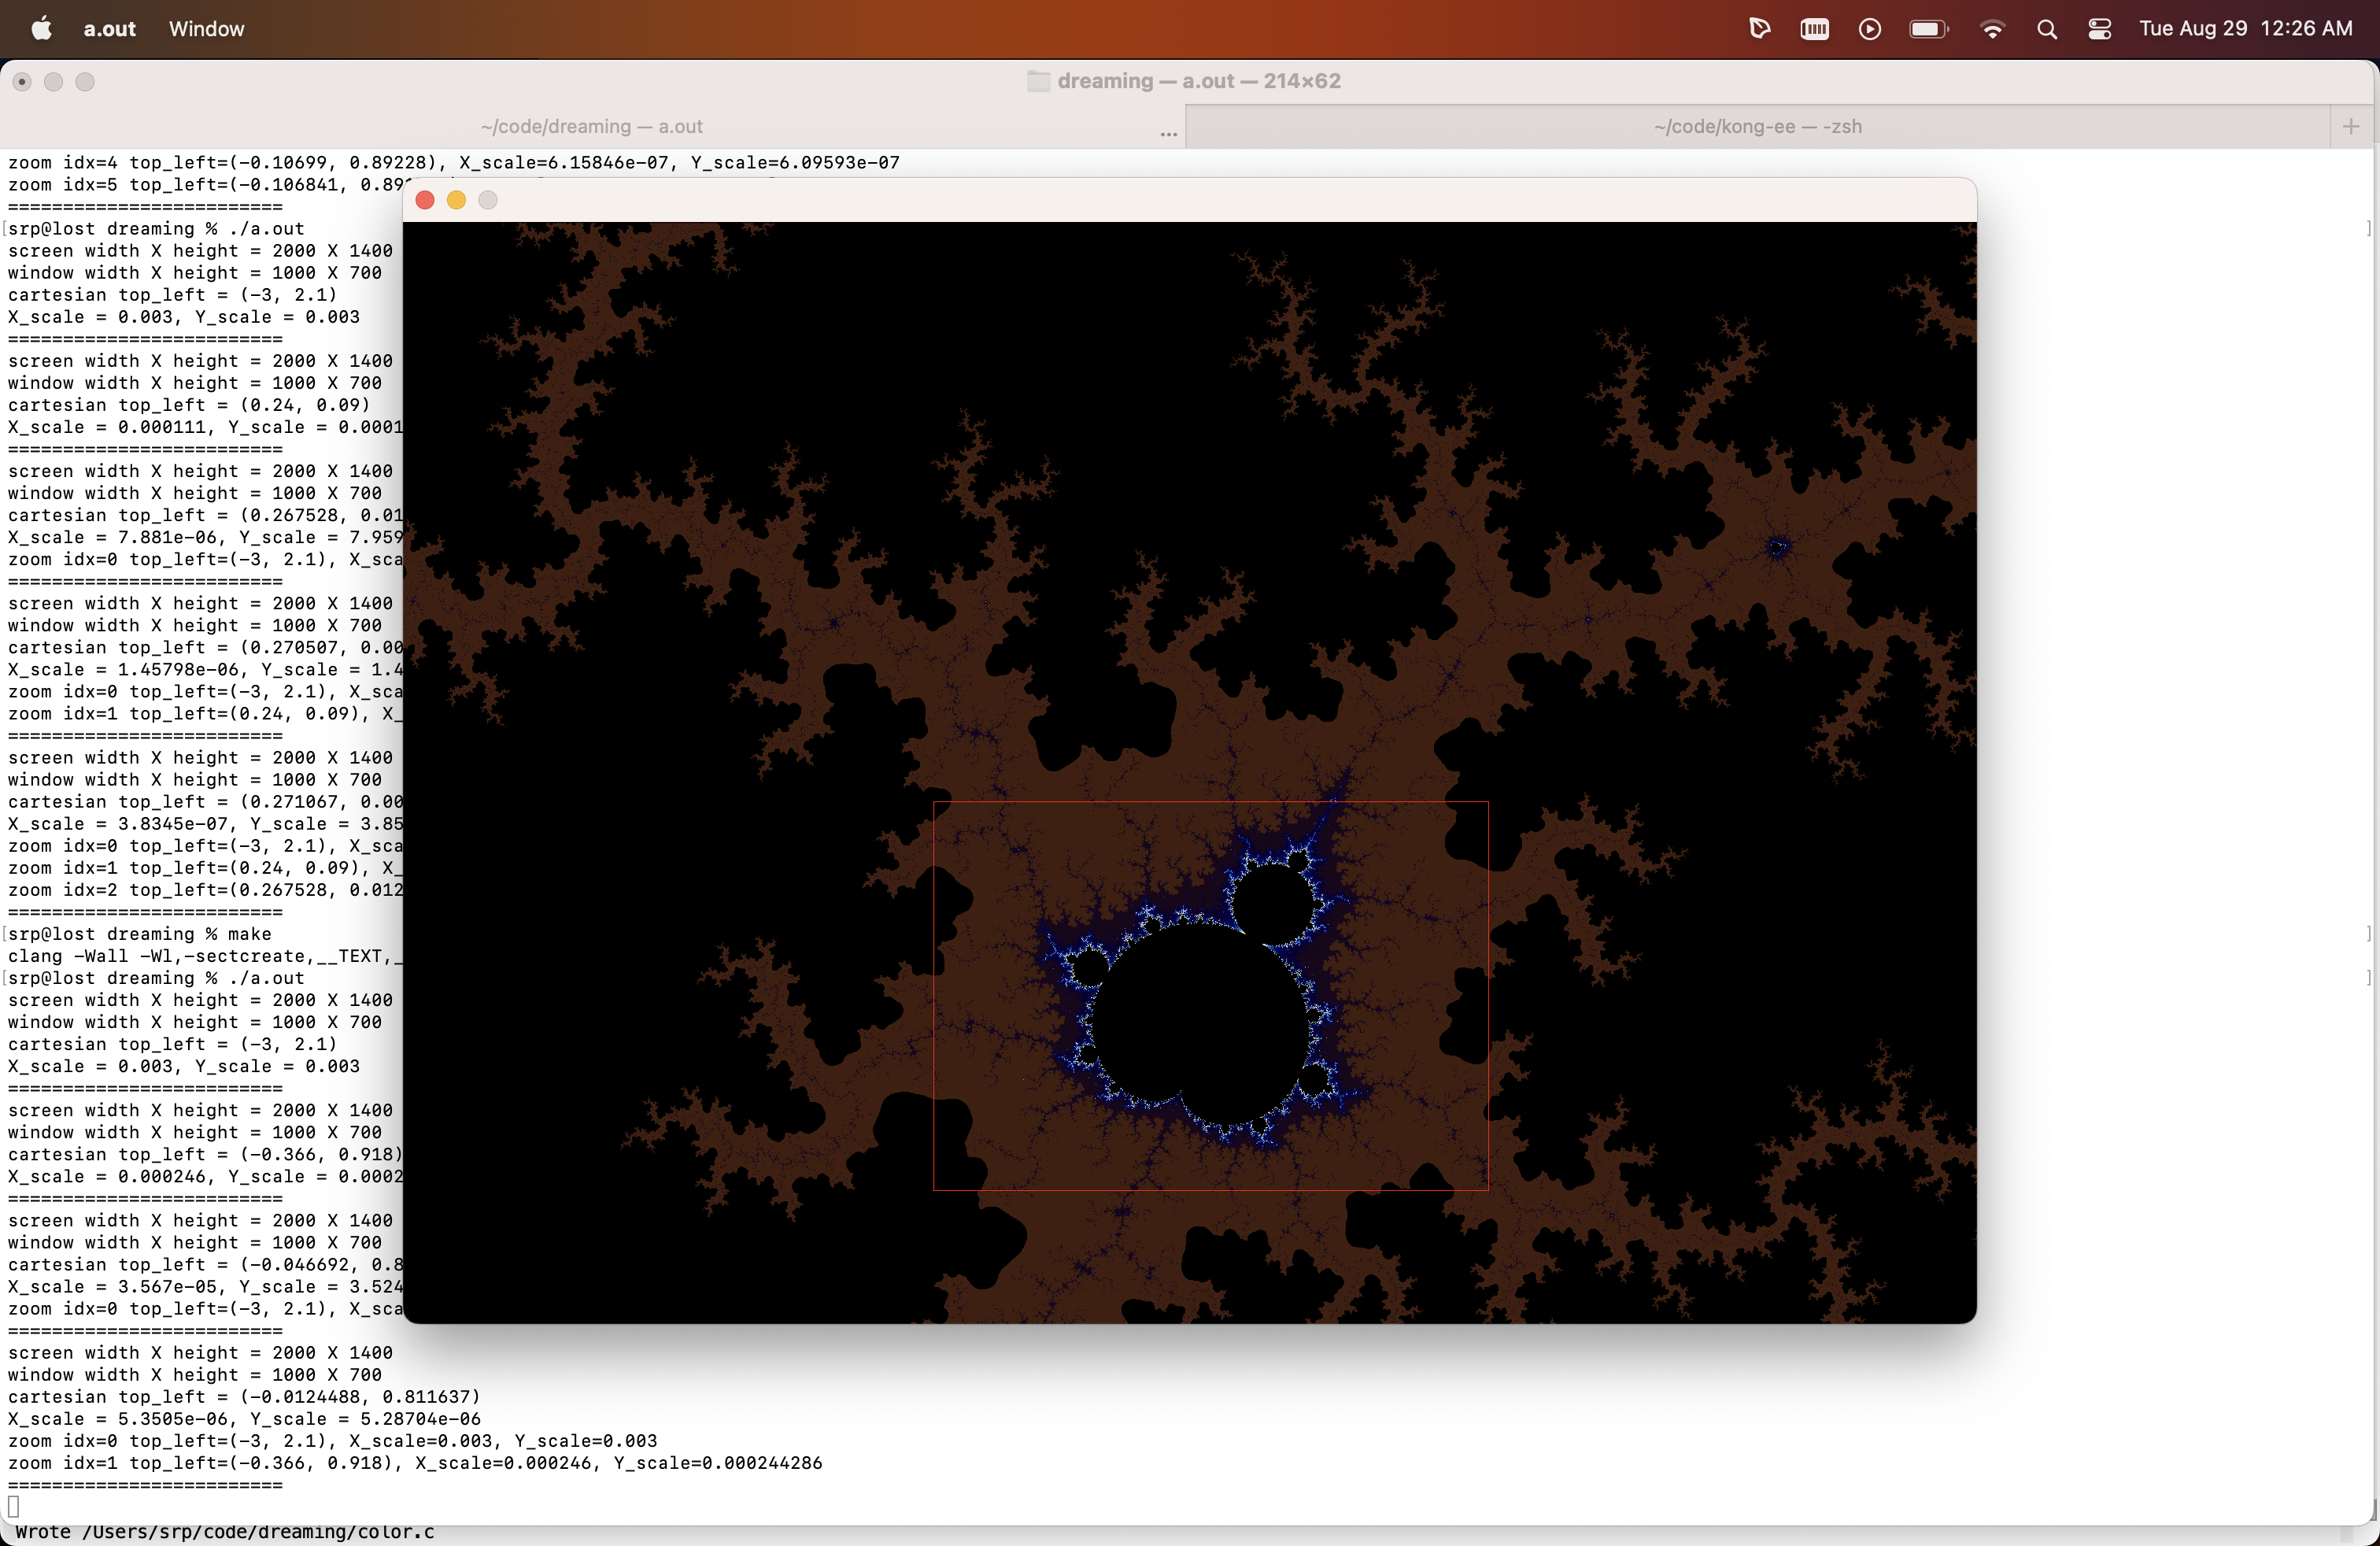 a.out Window Tue Aug 29 12:26 AM
dreaming — a.out — 214×62
~/code/dreaming — a.out ... ~/code/kong-ee — -zsh +
zoom idx=4 top_left=(-0.10699, 0.89228), X_scale=6.15846e-07, Y_scale=6.09593e-07
zoom idx=5 top_left=(-0.106841, 0.89
=========================
[srp@lost dreaming % ./a.out ]
screen width X height = 2000 X 1400
window width X height = 1000 X 700
cartesian top_left = (-3, 2.1)
X_scale = 0.003, Y_scale = 0.003
=========================
screen width X height = 2000 X 1400
window width X height = 1000 X 700
cartesian top_left = (0.24, 0.09)
X_scale = 0.000111, Y_scale = 0.0001
=========================
screen width X height = 2000 X 1400
window width X height = 1000 X 700
cartesian top_left = (0.267528, 0.01
X_scale = 7.881e-06, Y_scale = 7.959
zoom idx=0 top_left=(-3, 2.1), X_sca
=========================
screen width X height = 2000 X 1400
window width X height = 1000 X 700
cartesian top_left = (0.270507, 0.00
X_scale = 1.45798e-06, Y_scale = 1.4
zoom idx=0 top_left=(-3, 2.1), X_sca
zoom idx=1 top_left=(0.24, 0.09), X_
=========================
screen width X height = 2000 X 1400
window width X height = 1000 X 700
cartesian top_left = (0.271067, 0.00
X_scale = 3.8345e-07, Y_scale = 3.85
zoom idx=0 top_left=(-3, 2.1), X_sca
zoom idx=1 top_left=(0.24, 0.09), X_
zoom idx=2 top_left=(0.267528, 0.012
=========================
[srp@lost dreaming % make ]
clang -Wall -Wl,-sectcreate,__TEXT,_
[srp@lost dreaming % ./a.out ]
screen width X height = 2000 X 1400
window width X height = 1000 X 700
cartesian top_left = (-3, 2.1)
X_scale = 0.003, Y_scale = 0.003
=========================
screen width X height = 2000 X 1400
window width X height = 1000 X 700
cartesian top_left = (-0.366, 0.918)
X_scale = 0.000246, Y_scale = 0.0002
=========================
screen width X height = 2000 X 1400
window width X height = 1000 X 700
cartesian top_left = (-0.046692, 0.8
X_scale = 3.567e-05, Y_scale = 3.524
zoom idx=0 top_left=(-3, 2.1), X_sca
=========================
screen width X height = 2000 X 1400
window width X height = 1000 X 700
cartesian top_left = (-0.0124488, 0.811637)
X_scale = 5.3505e-06, Y_scale = 5.28704e-06
zoom idx=0 top_left=(-3, 2.1), X_scale=0.003, Y_scale=0.003
zoom idx=1 top_left=(-0.366, 0.918), X_scale=0.000246, Y_scale=0.000244286
=========================
Wrote /Users/srp/code/dreaming/color.c